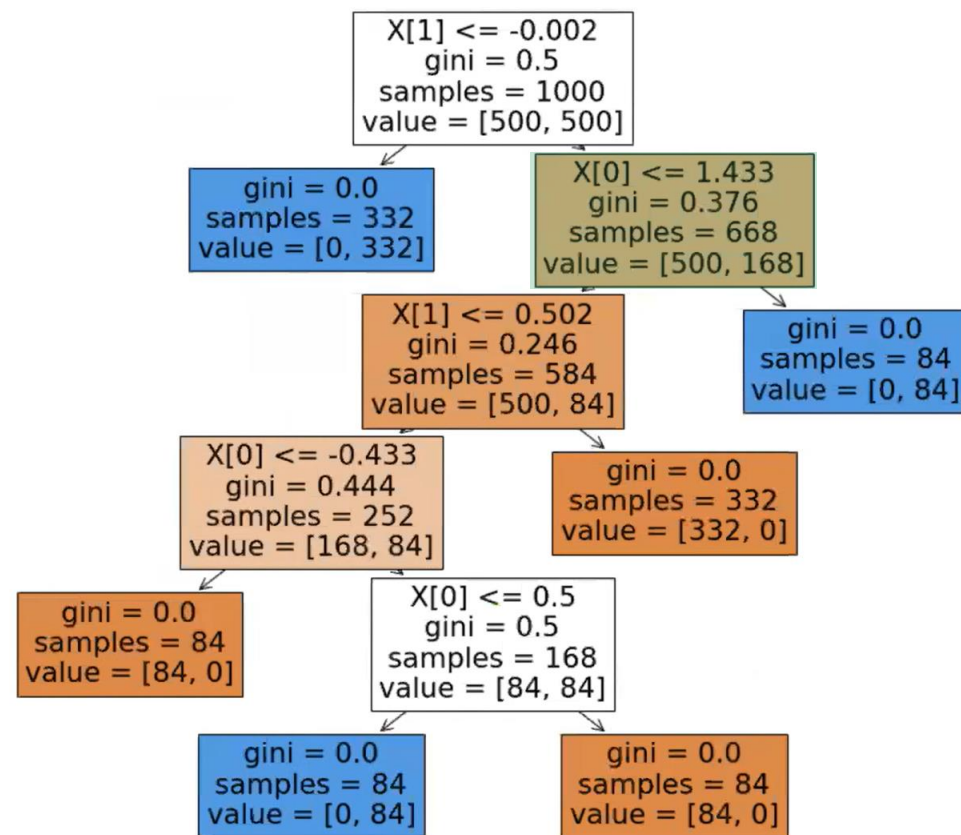 X[1] <= -0.002
gini = 0.5
samples = 1000
value = [500, 500]
gini = 0.0
samples = 332
value = [0, 332]
X[0] <= 1.433
gini = 0.376
samples = 668
value = [500, 168]
X[1] <= 0.502
gini = 0.246
samples = 584
value = [500, 84]
gini = 0.0
samples = 84
value = [0, 84]
X[0] <= -0.433
gini = 0.444
samples = 252
value = [168, 84]
gini = 0.0
samples = 332
value = [332, 0]
gini = 0.0
samples = 84
value = [84, 0]
X[0] <= 0.5
gini = 0.5
samples = 168
value = [84, 84]
gini = 0.0
samples = 84
value = [0, 84]
gini = 0.0
samples = 84
value = [84, 0]